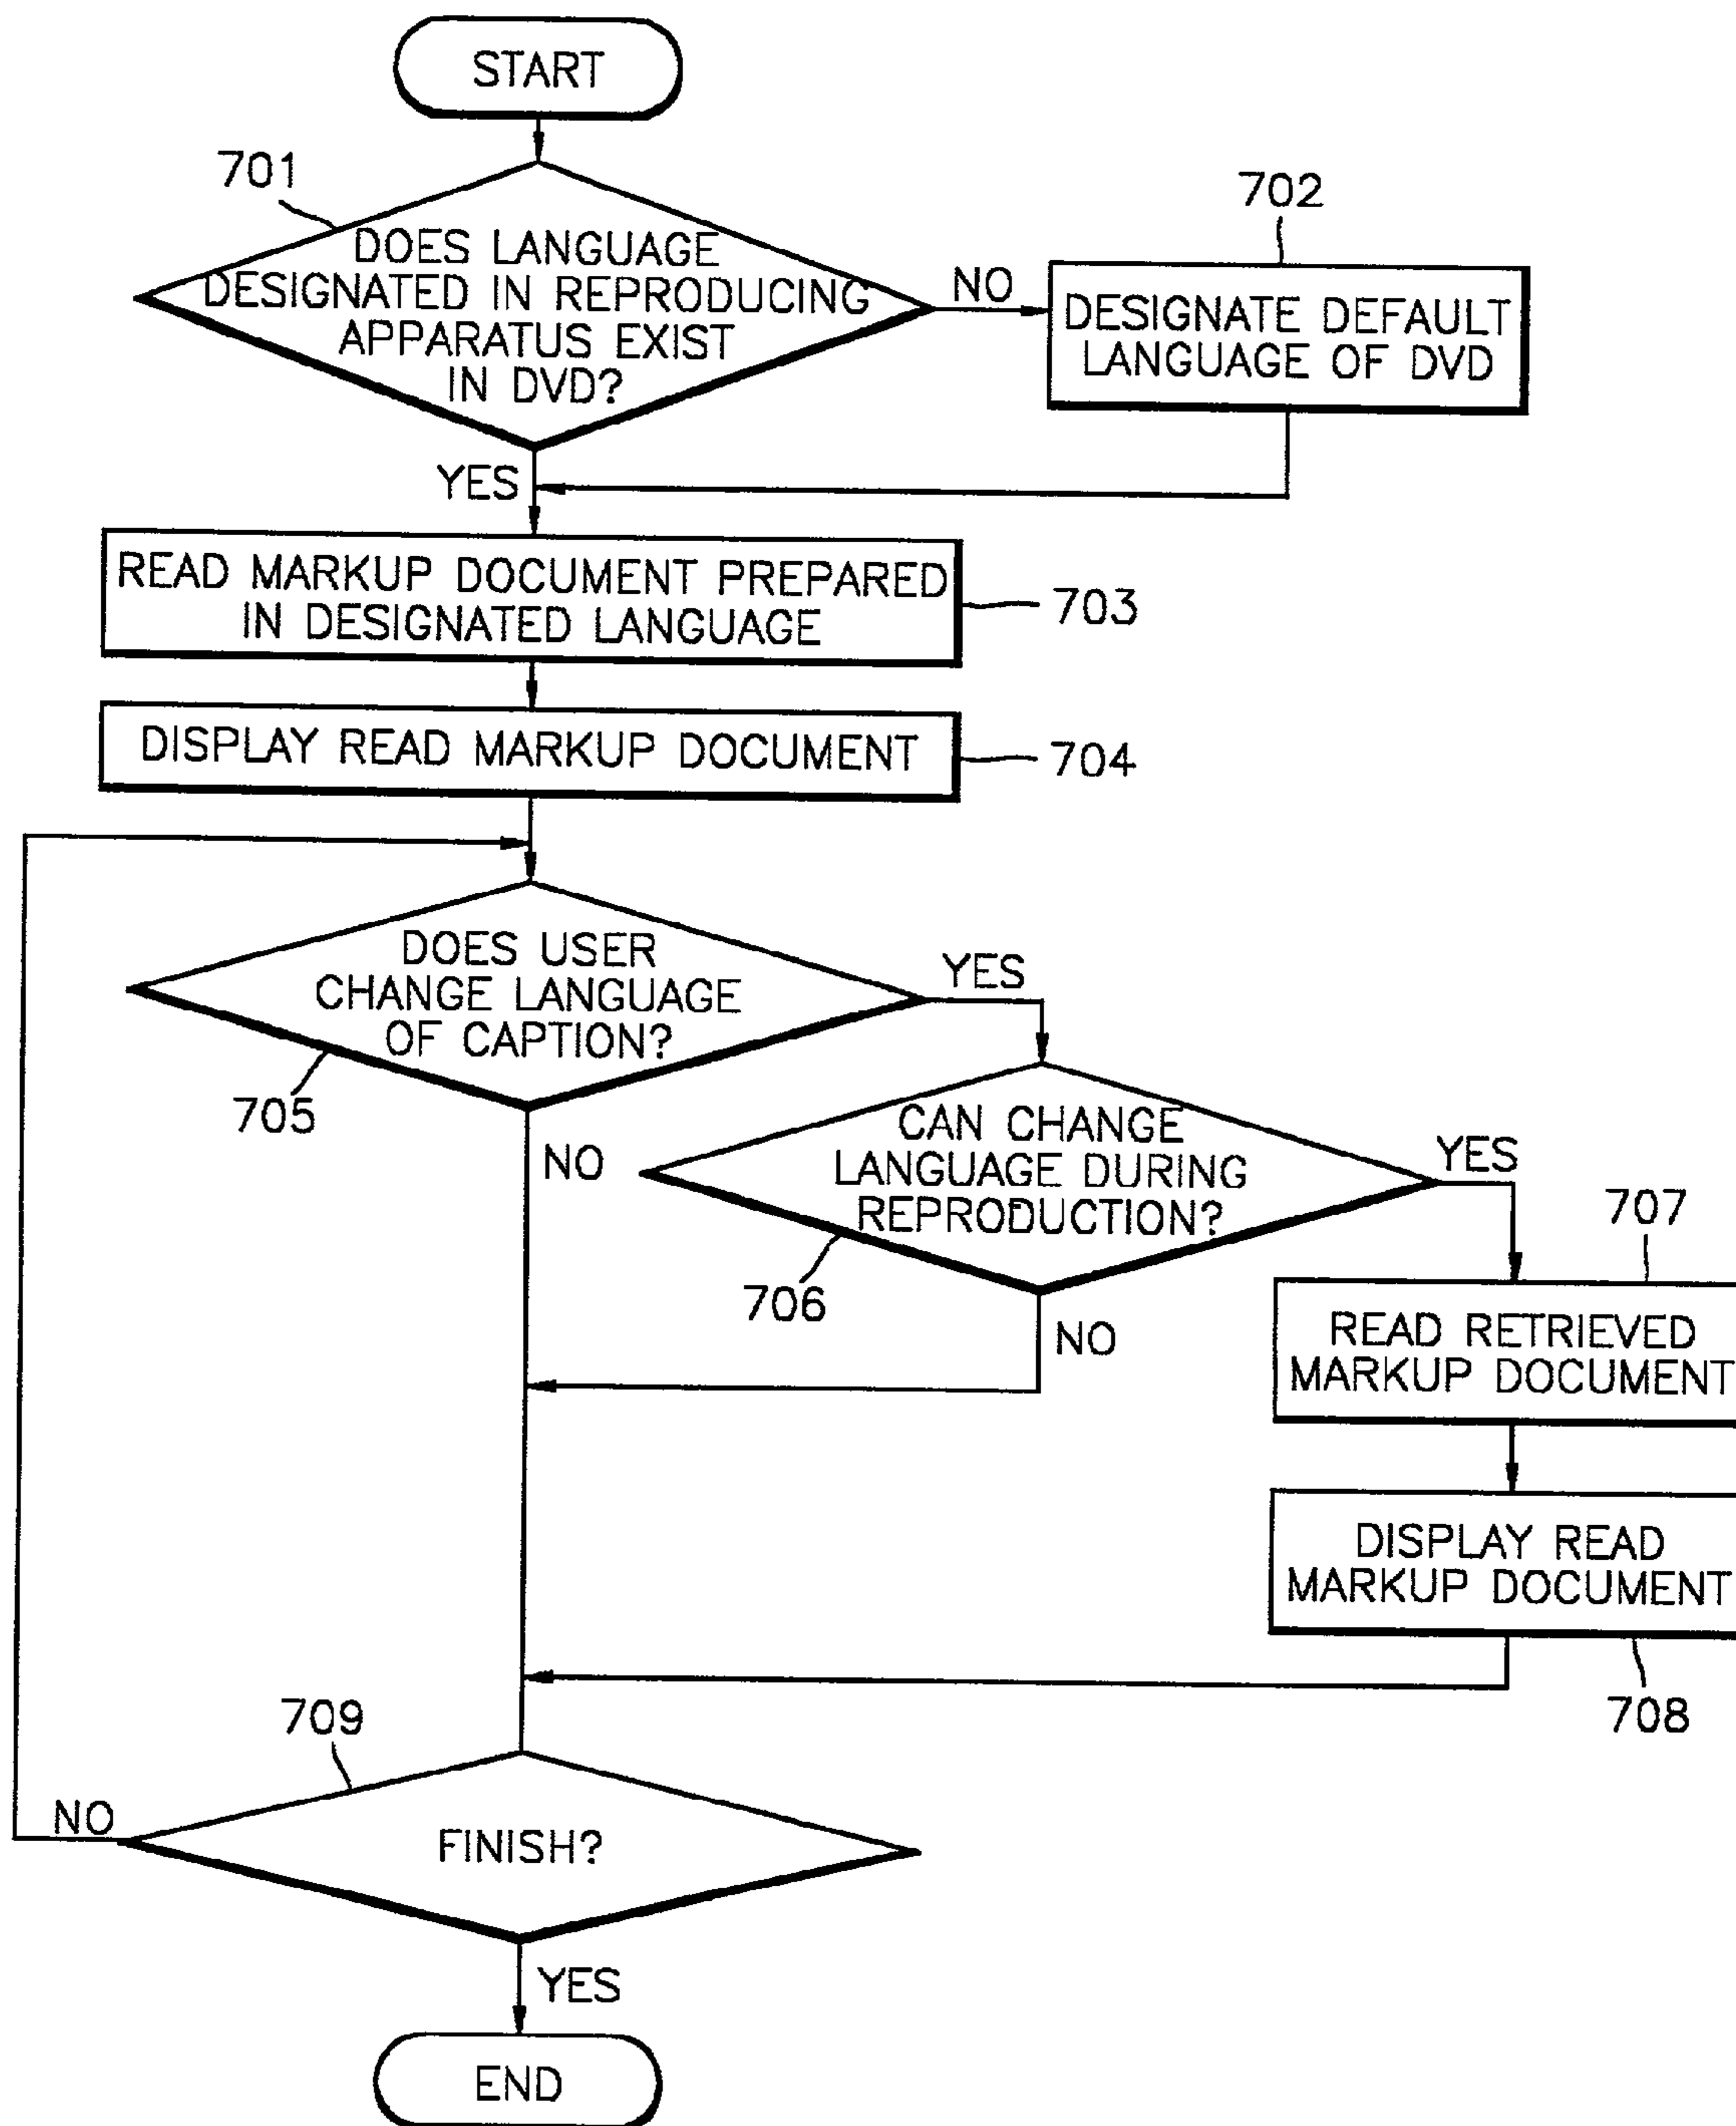 START
701
DOES LANGUAGE
DESIGNATED IN REPRODUCING
APPARATUS EXIST
IN DVD?
NO
702
DESIGNATE DEFAULT
LANGUAGE OF DVD
YES
READ MARKUP DOCUMENT PREPARED
IN DESIGNATED LANGUAGE
703
DISPLAY READ MARKUP DOCUMENT
704
DOES USER
CHANGE LANGUAGE
OF CAPTION?
705
YES
NO
CAN CHANGE
LANGUAGE DURING
REPRODUCTION?
706
YES
NO
707
READ RETRIEVED
MARKUP DOCUMENT
DISPLAY READ
MARKUP DOCUMENT
708
709
FINISH?
NO
YES
END